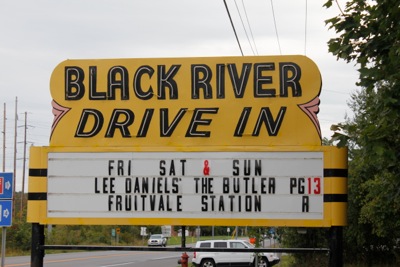 BLACK RIVER
DRIVE IN
FRI SAT & SUN
LEE DANIELS' THE BUTLER PG13
FRUITVALE STATION R